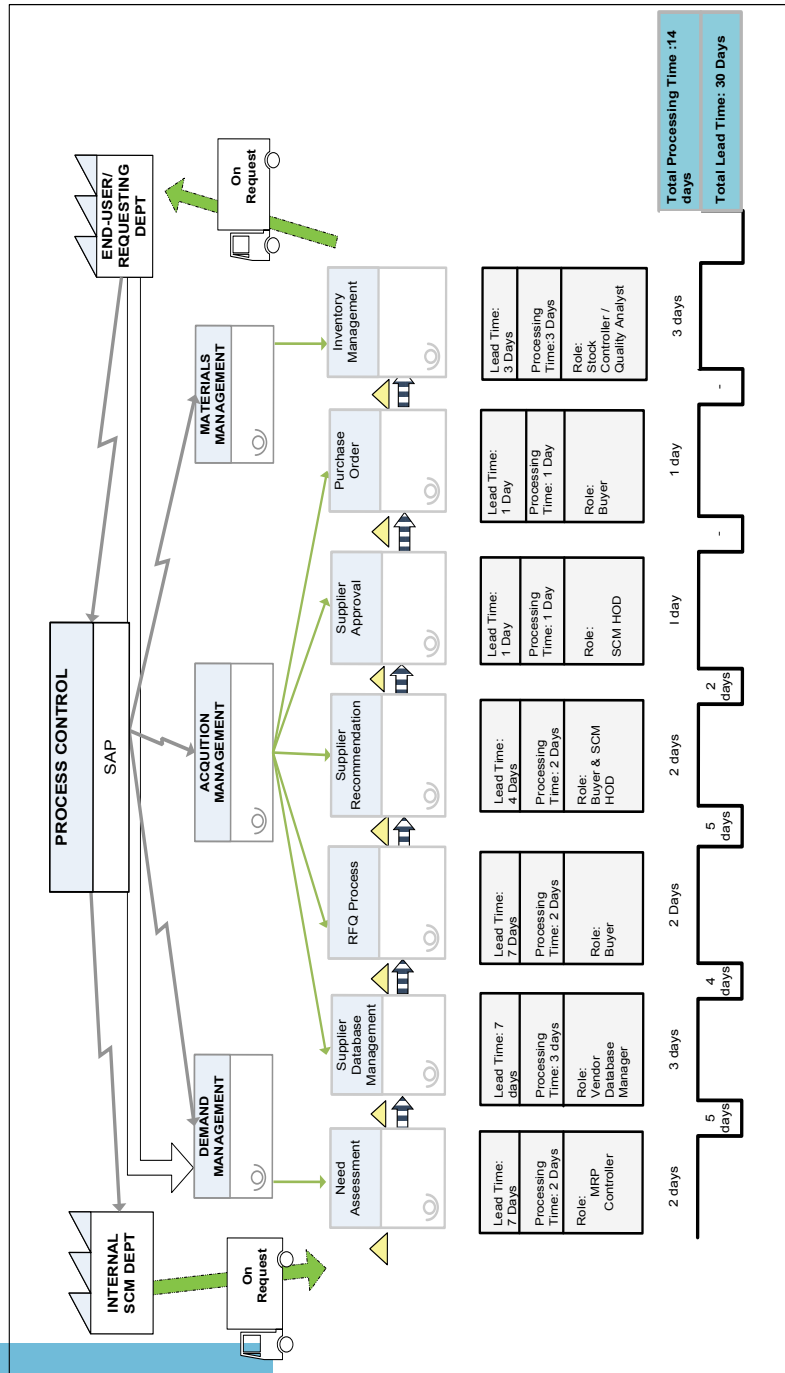 PROCESS CONTROL
SAP
INTERNAL
SCM DEPT
END-USER/
REQUESTING
DEPT
On
Request
On
Request
DEMAND
MANAGEMENT
ACQUITION
MANAGEMENT
MATERIALS
MANAGEMENT
Need
Assessment
Supplier
Database
Management
RFQ Process
Supplier
Recommendation
Supplier
Approval
Purchase
Order
Inventory
Management
Lead Time:
7 Days
Processing
Time: 2 Days
Role:
MRP
Controller
Lead Time: 7
days
Processing
Time: 3 days
Role:
Vendor
Database
Manager
Lead Time:
7 Days
Processing
Time: 2 Days
Role:
Buyer
Lead Time:
4 Days
Processing
Time: 2 Days
Role:
Buyer & SCM
HOD
Lead Time:
1 Day
Processing
Time: 1 Day
Role:
SCM HOD
Lead Time:
1 Day
Processing
Time: 1 Day
Role:
Buyer
Lead Time:
3 Days
Processing
Time:3 Days
Role:
Stock
Controller /
Quality Analyst
2 days
5
days
3 days
4
days
2 Days
5
days
2 days
2
days
Iday
-
1 day
-
3 days
Total Processing Time :14
days
Total Lead Time: 30 Days